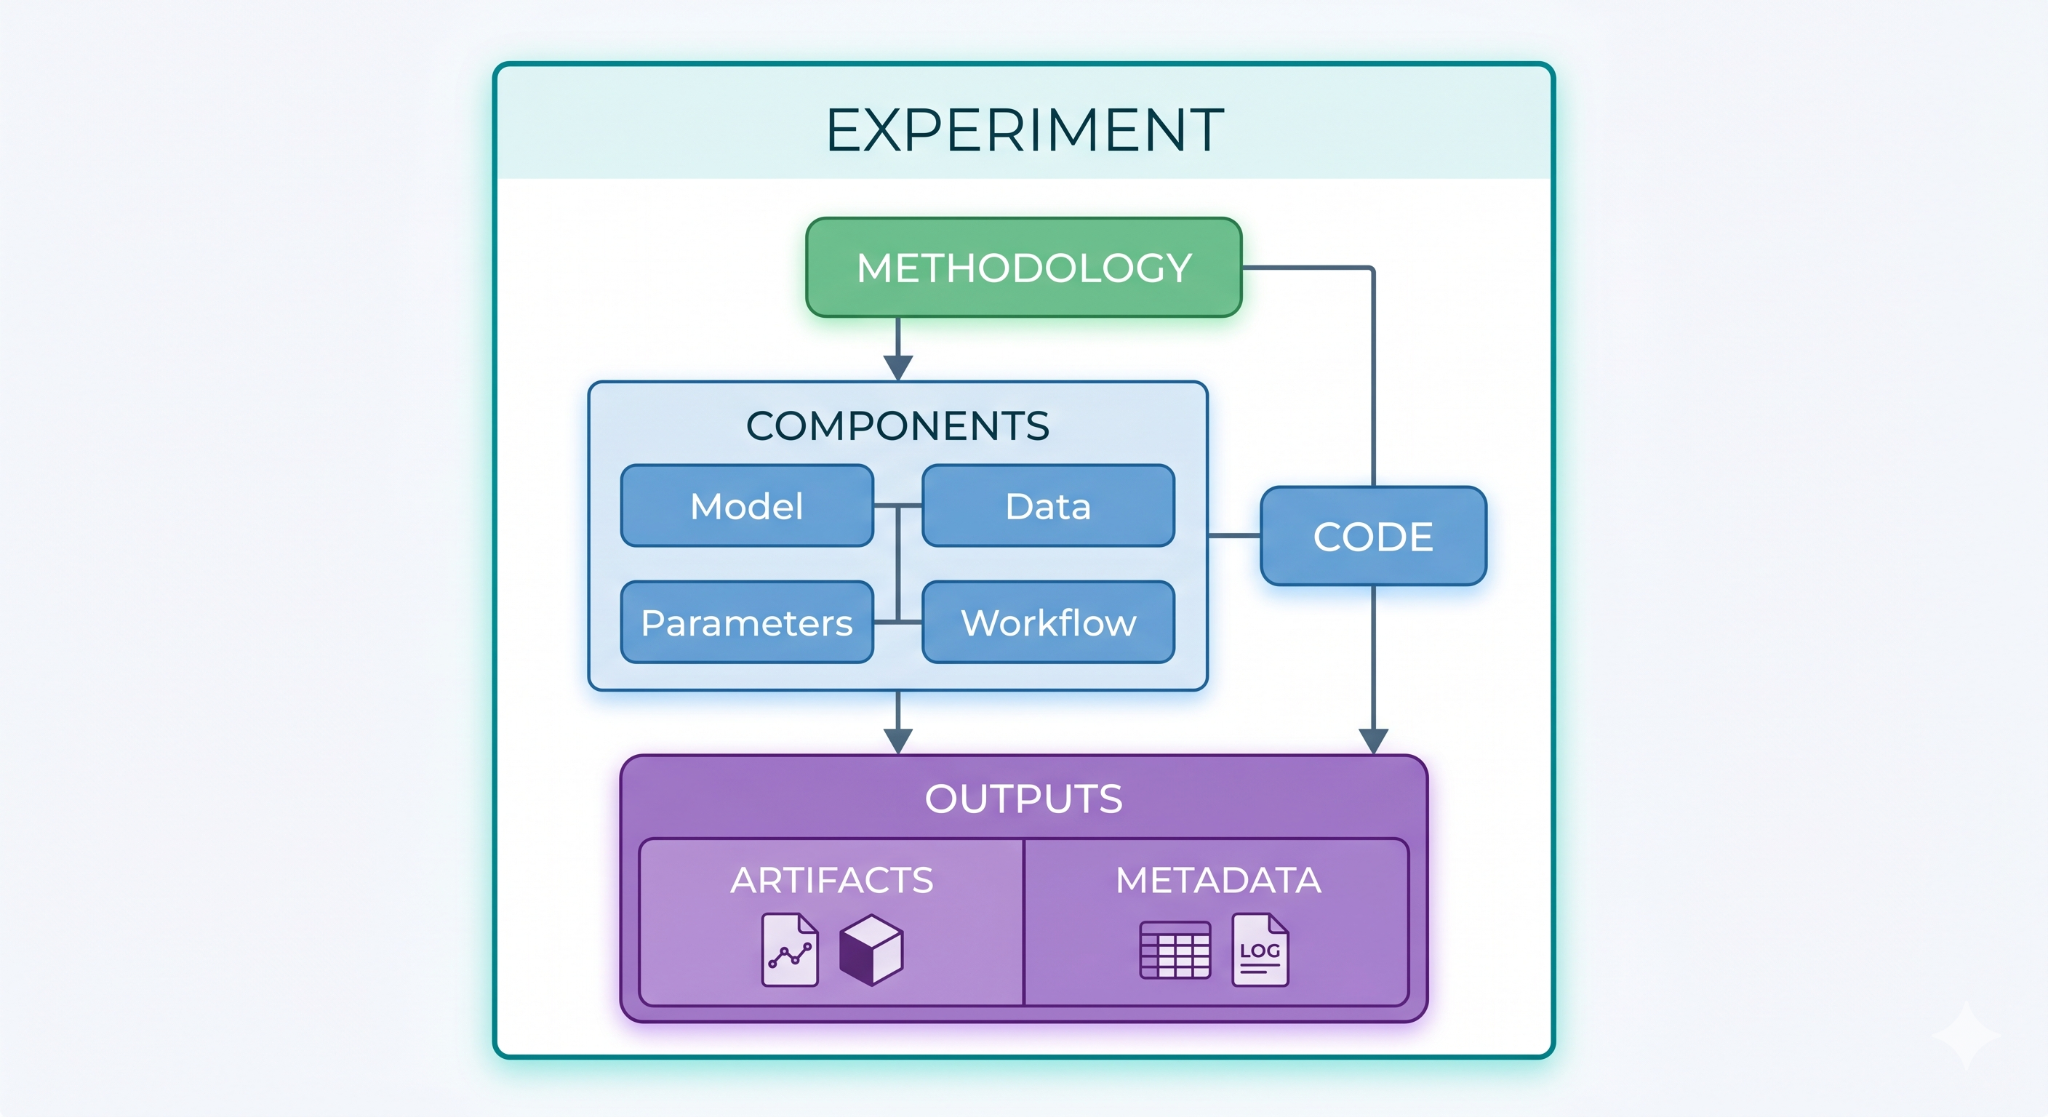 EXPERIMENT
METHODOLOGY
COMPONENTS
Model
Data
Parameters
Workflow
CODE
OUTPUTS
ARTIFACTS
METADATA
LOG